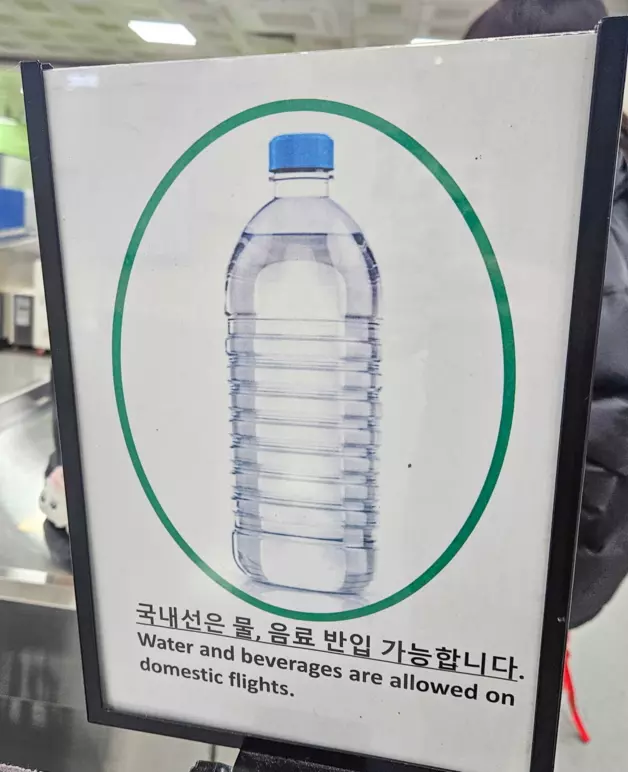 국내선은 물, 음료 반입 가능합니다.
Water and beverages are allowed on
domestic flights.